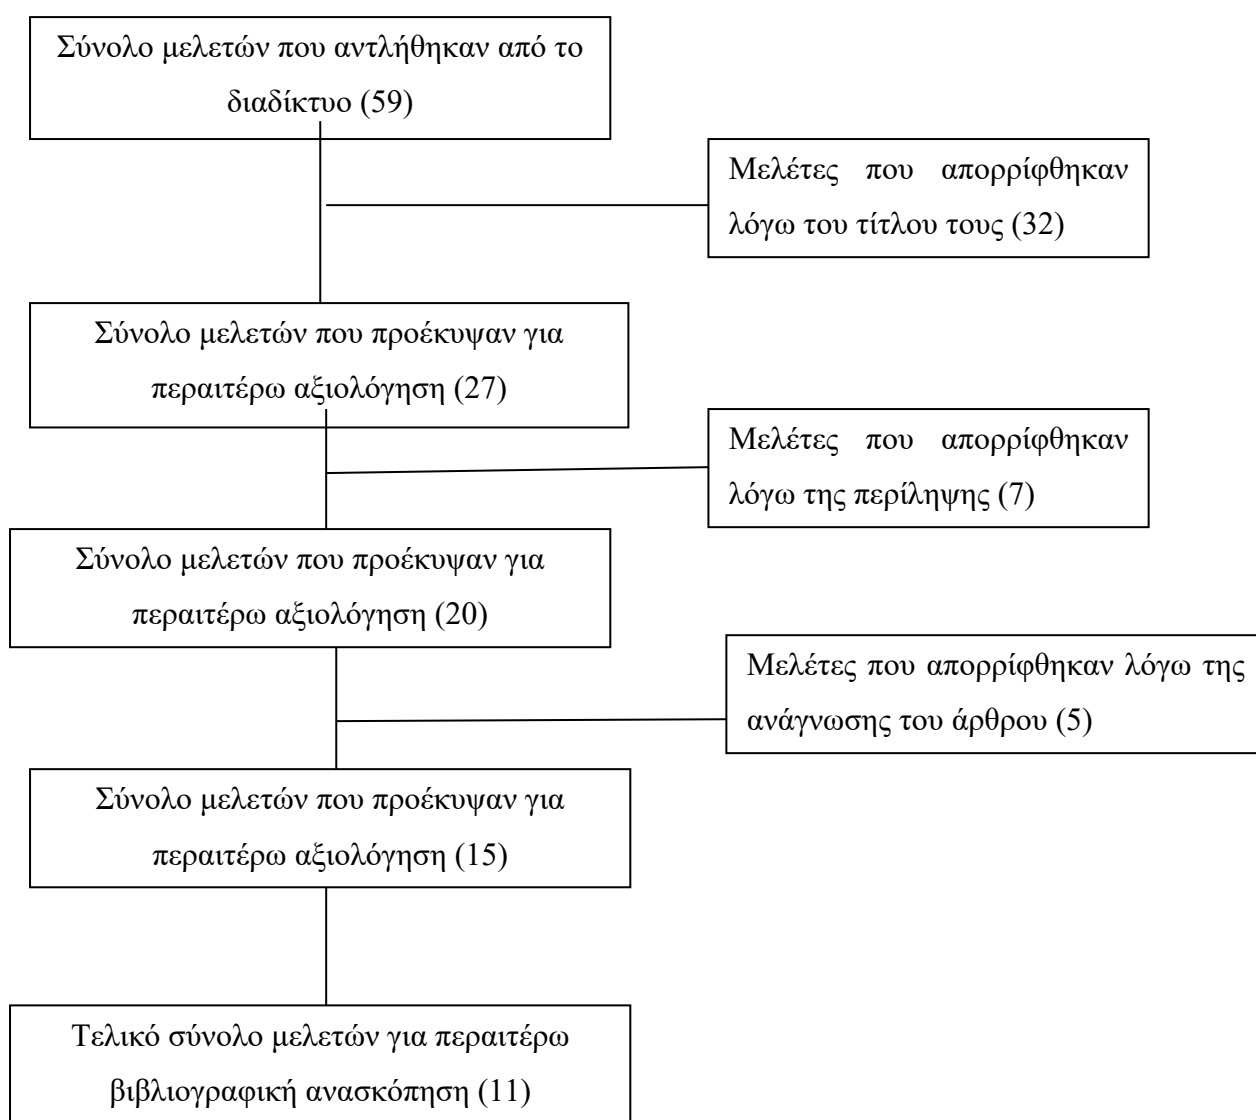 Σύνολο μελετών που αντλήθηκαν από το
διαδίκτυο (59)
Μελέτες που απορρίφθηκαν
λόγω του τίτλου τους (32)
Σύνολο μελετών που προέκυψαν για
περαιτέρω αξιολόγηση (27)
Μελέτες που απορρίφθηκαν
λόγω της περίληψης (7)
Σύνολο μελετών που προέκυψαν για
περαιτέρω αξιολόγηση (20)
Μελέτες που απορρίφθηκαν λόγω της
ανάγνωσης του άρθρου (5)
Σύνολο μελετών που προέκυψαν για
περαιτέρω αξιολόγηση (15)
Τελικό σύνολο μελετών για περαιτέρω
βιβλιογραφική ανασκόπηση (11)